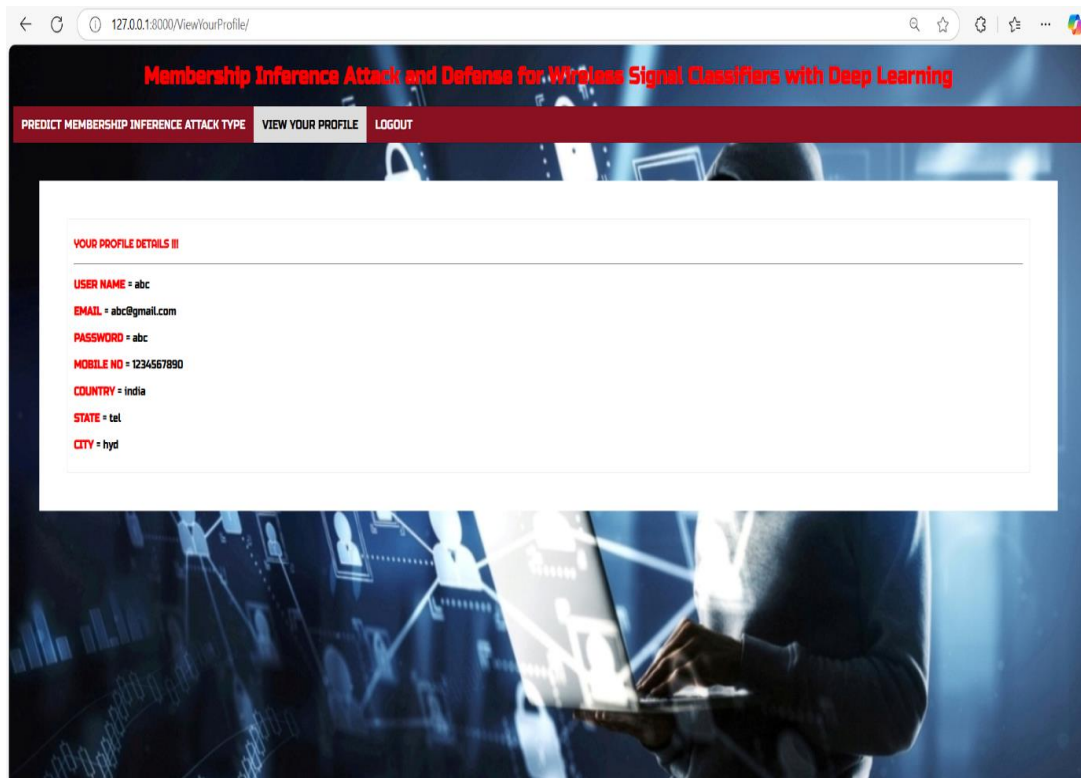 127.0.0.1:8000/ViewYourProfile/
Membership Inference Attack and Defense for Wireless Signal Classifiers with Deep Learning
PREDICT MEMBERSHIP INFERENCE ATTACK TYPE VIEW YOUR PROFILE LOGOUT
YOUR PROFILE DETAILS !!!
USER NAME = abc
EMAIL = abc@gmail.com
PASSWORD = abc
MOBILE NO = 1234567890
COUNTRY = india
STATE = tel
CITY = hyd